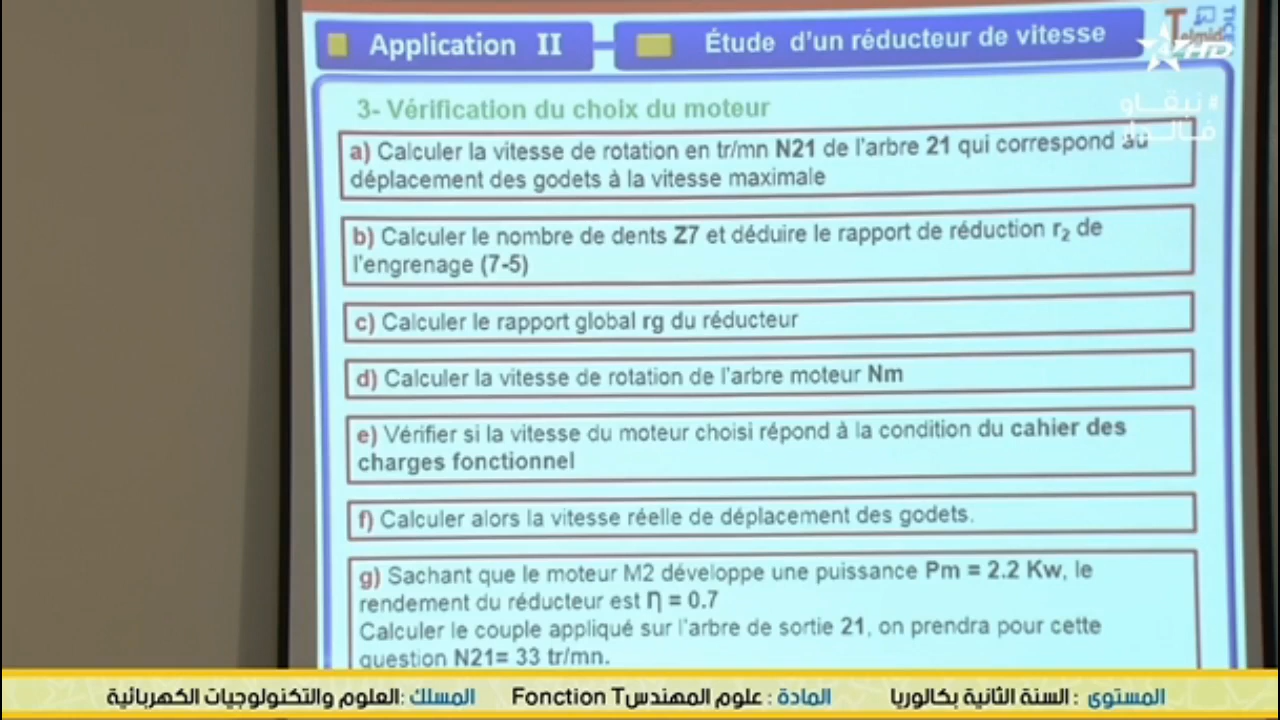 Application II
Étude d'un réducteur de vitesse
TICE
HD
# نبقاو
فالدار
3- Vérification du choix du moteur
a) Calculer la vitesse de rotation en tr/mn N21 de l'arbre 21 qui correspond au
déplacement des godets à la vitesse maximale
b) Calculer le nombre de dents Z7 et déduire le rapport de réduction r₂ de
l'engrenage (7-5)
c) Calculer le rapport global rg du réducteur
d) Calculer la vitesse de rotation de l'arbre moteur Nm
e) Vérifier si la vitesse du moteur choisi répond à la condition du cahier des
charges fonctionnel
f) Calculer alors la vitesse réelle de déplacement des godets.
g) Sachant que le moteur M2 développe une puissance Pm = 2.2 Kw, le
rendement du réducteur est η = 0.7
Calculer le couple appliqué sur l'arbre de sortie 21, on prendra pour cette
question N21= 33 tr/mn.
المستوى : السنة الثانية بكالوريا المادة : علوم المهندس Fonction T المسلك :العلوم والتكنولوجيات الكهربائية